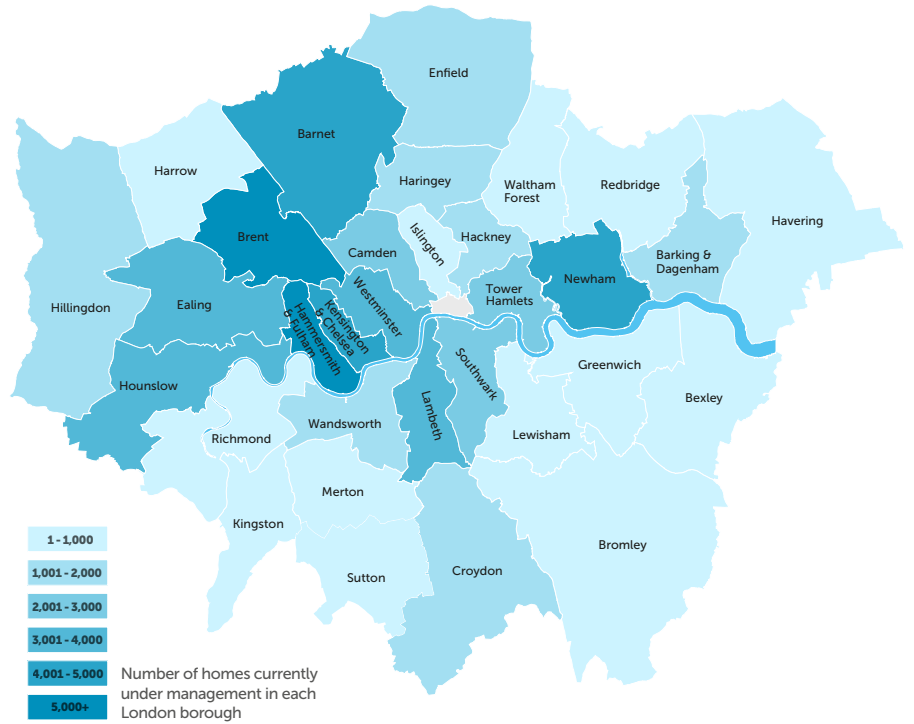 Enfield
Barnet
Harrow
Haringey
Waltham
Forest
Redbridge
Havering
Brent
Islington
Hackney
Camden
Barking &
Dagenham
Newham
Tower
Hamlets
Westminster
Hillingdon
Ealing
Kensington
& Chelsea
Hammersmith
& Fulham
Southwark
Greenwich
Hounslow
Bexley
Lambeth
Wandsworth
Lewisham
Richmond
Merton
Kingston
Bromley
Croydon
Sutton
1 - 1,000
1,001 - 2,000
2,001 - 3,000
3,001 - 4,000
4,001 - 5,000
5,000+
Number of homes currently
under management in each
London borough